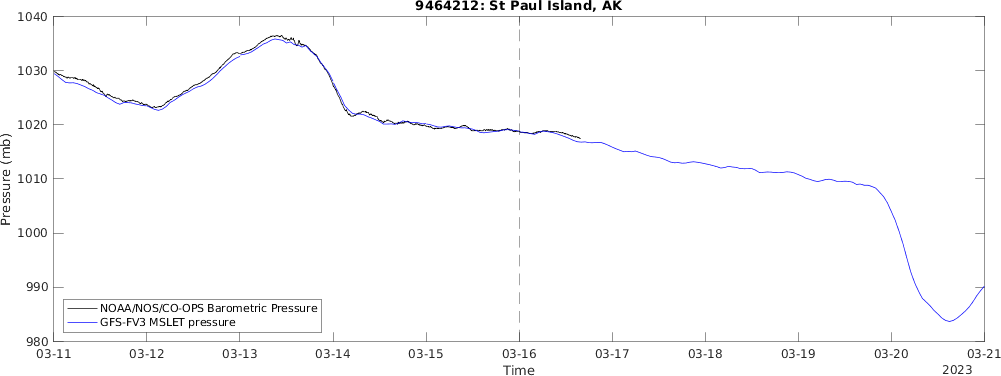 9464212: St Paul Island, AK
Pressure (mb)
1040
1030
1020
1010
1000
990
980
NOAA/NOS/CO-OPS Barometric Pressure
GFS-FV3 MSLET pressure
03-11 03-12 03-13 03-14 03-15 03-16 03-17 03-18 03-19 03-20 03-21
Time
2023